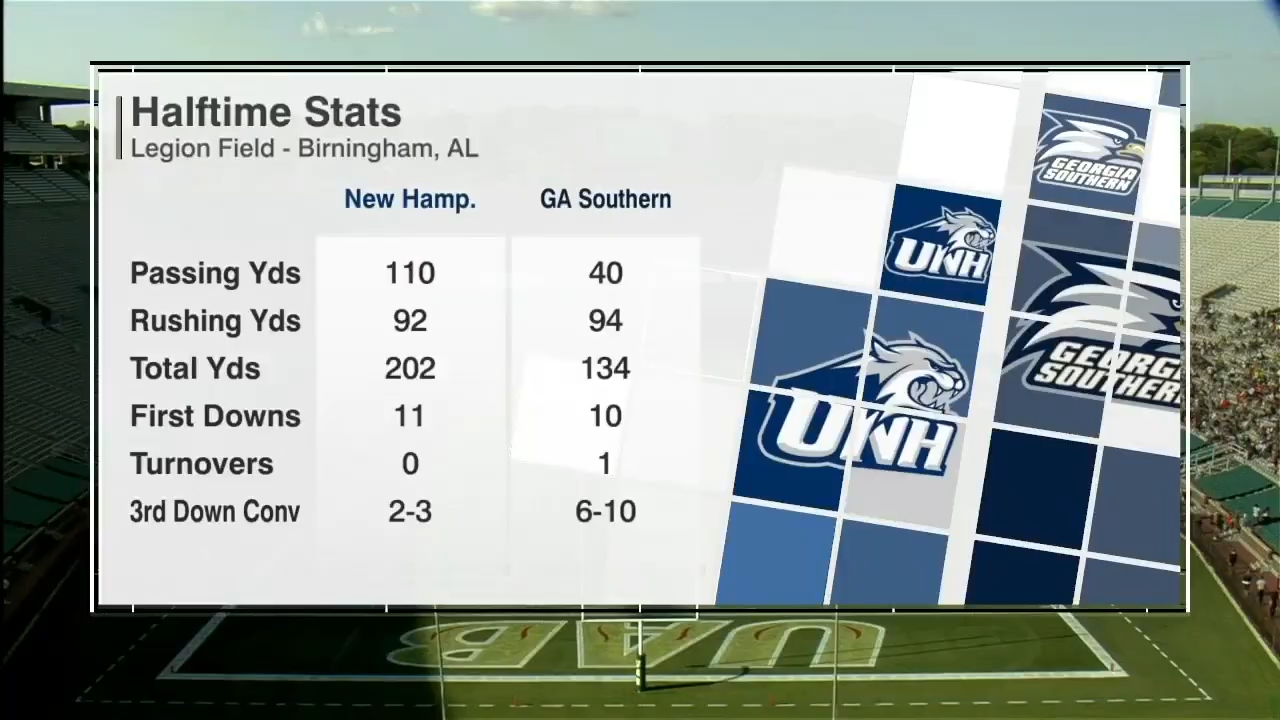 Halftime Stats
Legion Field - Birningham, AL
New Hamp. GA Southern
Passing Yds 110 40
Rushing Yds 92 94
Total Yds 202 134
First Downs 11 10
Turnovers 0 1
3rd Down Conv 2-3 6-10
GEORGIA
SOUTHERN
UNH
GEORG
SOUTHER
UNH
UAB